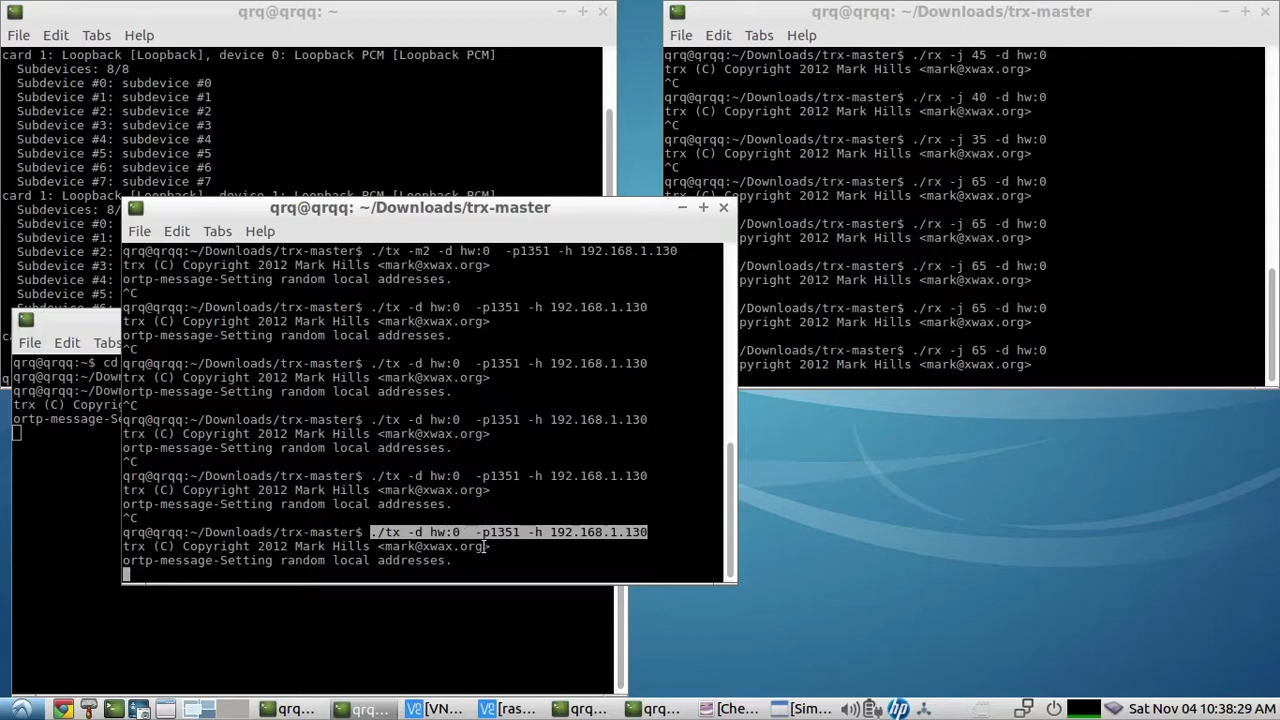 qrq@qrqq: ~
File Edit Tabs Help
card 1: Loopback [Loopback], device 0: Loopback PCM [Loopback PCM]
Subdevices: 8/8
Subdevice #0: subdevice #0
Subdevice #1: subdevice #1
Subdevice #2: subdevice #2
Subdevice #3: subdevice #3
Subdevice #4: subdevice #4
Subdevice #5: subdevice #5
Subdevice #6: subdevice #6
Subdevice #7: subdevice #7
card 1: Loopback [Loopback], device 1: Loopback PCM [Loopback PCM]
Subdevices: 8/
Subdevice #0:
Subdevice #1:
Subdevice #2:
Subdevice #3:
Subdevice #4:
Subdevice #5:
qrq@qrqq: ~/Downloads/trx-master
File Edit Tabs Help
qrq@qrqq:~/Downloads/trx-master$ ./rx -j 45 -d hw:0
trx (C) Copyright 2012 Mark Hills <mark@xwax.org>
^C
qrq@qrqq:~/Downloads/trx-master$ ./rx -j 40 -d hw:0
trx (C) Copyright 2012 Mark Hills <mark@xwax.org>
^C
qrq@qrqq:~/Downloads/trx-master$ ./rx -j 35 -d hw:0
trx (C) Copyright 2012 Mark Hills <mark@xwax.org>
^C
qrq@qrqq:~/Downloads/trx-master$ ./rx -j 65 -d hw:0
trx (C) Copyright 2012 Mark Hills <mark@xwax.org>
qrq@qrqq:~/Downloads/trx-master$ ./rx -j 65 -d hw:0
pyright 2012 Mark Hills <mark@xwax.org>
~/Downloads/trx-master$ ./rx -j 65 -d hw:0
pyright 2012 Mark Hills <mark@xwax.org>
~/Downloads/trx-master$ ./rx -j 65 -d hw:0
pyright 2012 Mark Hills <mark@xwax.org>
~/Downloads/trx-master$ ./rx -j 65 -d hw:0
pyright 2012 Mark Hills <mark@xwax.org>
qrq@qrqq: ~/Downloads/trx-master
File Edit Tabs Help
qrq@qrqq:~/Downloads/trx-master$ ./tx -m2 -d hw:0  -p1351 -h 192.168.1.130
trx (C) Copyright 2012 Mark Hills <mark@xwax.org>
ortp-message-Setting random local addresses.
^C
qrq@qrqq:~/Downloads/trx-master$ ./tx -d hw:0  -p1351 -h 192.168.1.130
trx (C) Copyright 2012 Mark Hills <mark@xwax.org>
ortp-message-Setting random local addresses.
^C
qrq@qrqq:~/Downloads/trx-master$ ./tx -d hw:0  -p1351 -h 192.168.1.130
trx (C) Copyright 2012 Mark Hills <mark@xwax.org>
ortp-message-Setting random local addresses.
^C
qrq@qrqq:~/Downloads/trx-master$ ./tx -d hw:0  -p1351 -h 192.168.1.130
trx (C) Copyright 2012 Mark Hills <mark@xwax.org>
ortp-message-Setting random local addresses.
^C
qrq@qrqq:~/Downloads/trx-master$ ./tx -d hw:0  -p1351 -h 192.168.1.130
trx (C) Copyright 2012 Mark Hills <mark@xwax.org>
ortp-message-Setting random local addresses.
^C
qrq@qrqq:~/Downloads/trx-master$ ./tx -d hw:0  -p1351 -h 192.168.1.130
trx (C) Copyright 2012 Mark Hills <mark@xwax.org>
ortp-message-Setting random local addresses.
File Edit Tabs
qrq@qrqq:~$ cd
qrq@qrqq:~/Down
qrq@qrqq:~/Down
trx (C) Copyri
ortp-message-Se
qrq... qrq... [VN... [ras... qrq... qrq... [Che... [Sim... hp Sat Nov 04 10:38:29 AM